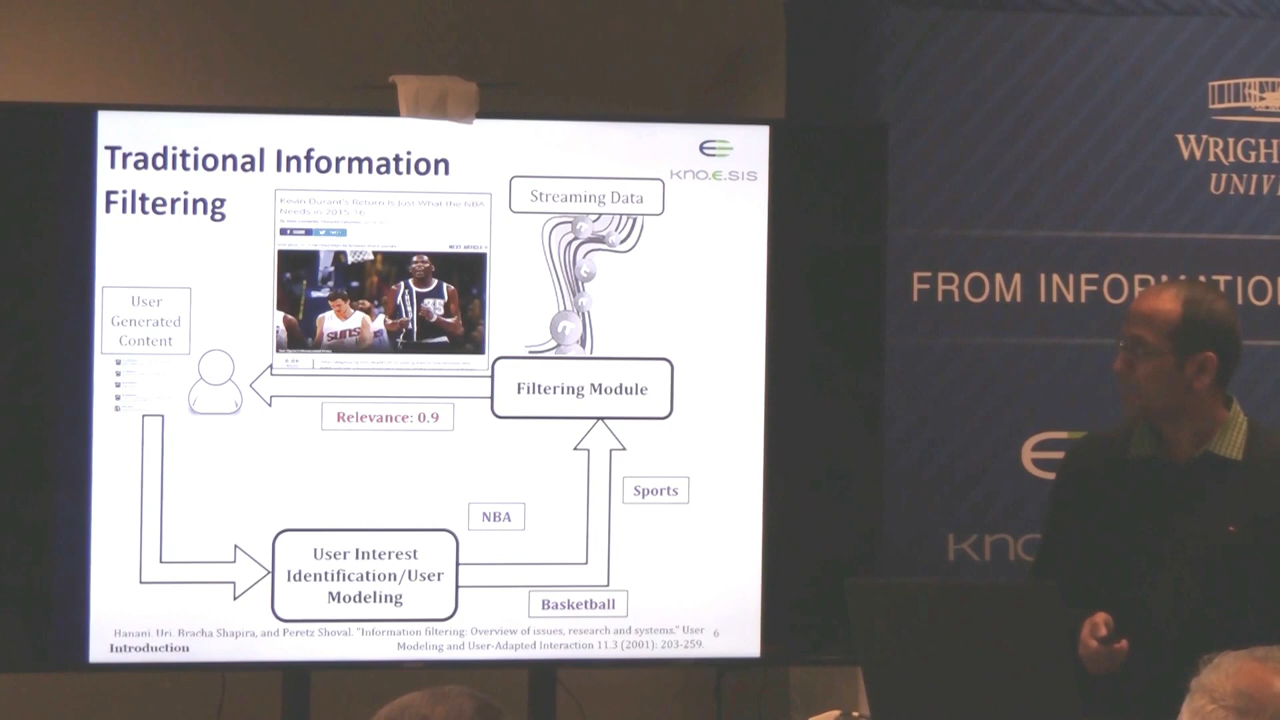 Traditional Information
Filtering
KNO.E.SIS
Streaming Data
Kevin Durant's Return Is Just What the NBA
Needs in 2015-16
NEXT ARTICLE
User
Generated
Content
SUNS
35
Filtering Module
Relevance: 0.9
Sports
NBA
User Interest
Identification/User
Modeling
Basketball
Hanani, Uri, Bracha Shapira, and Peretz Shoval. "Information filtering: Overview of issues, research and systems." User
Modeling and User-Adapted Interaction 11.3 (2001): 203-259.
6
Introduction
WRIGH
UNIV
FROM INFORMATIO
KNO